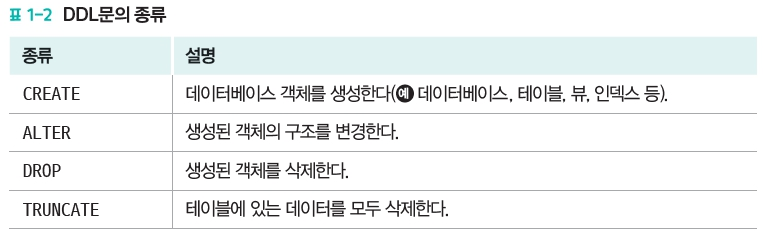 표 1-2 DDL문의 종류
종류 설명
CREATE 데이터베이스 객체를 생성한다(예 데이터베이스, 테이블, 뷰, 인덱스 등).
ALTER 생성된 객체의 구조를 변경한다.
DROP 생성된 객체를 삭제한다.
TRUNCATE 테이블에 있는 데이터를 모두 삭제한다.